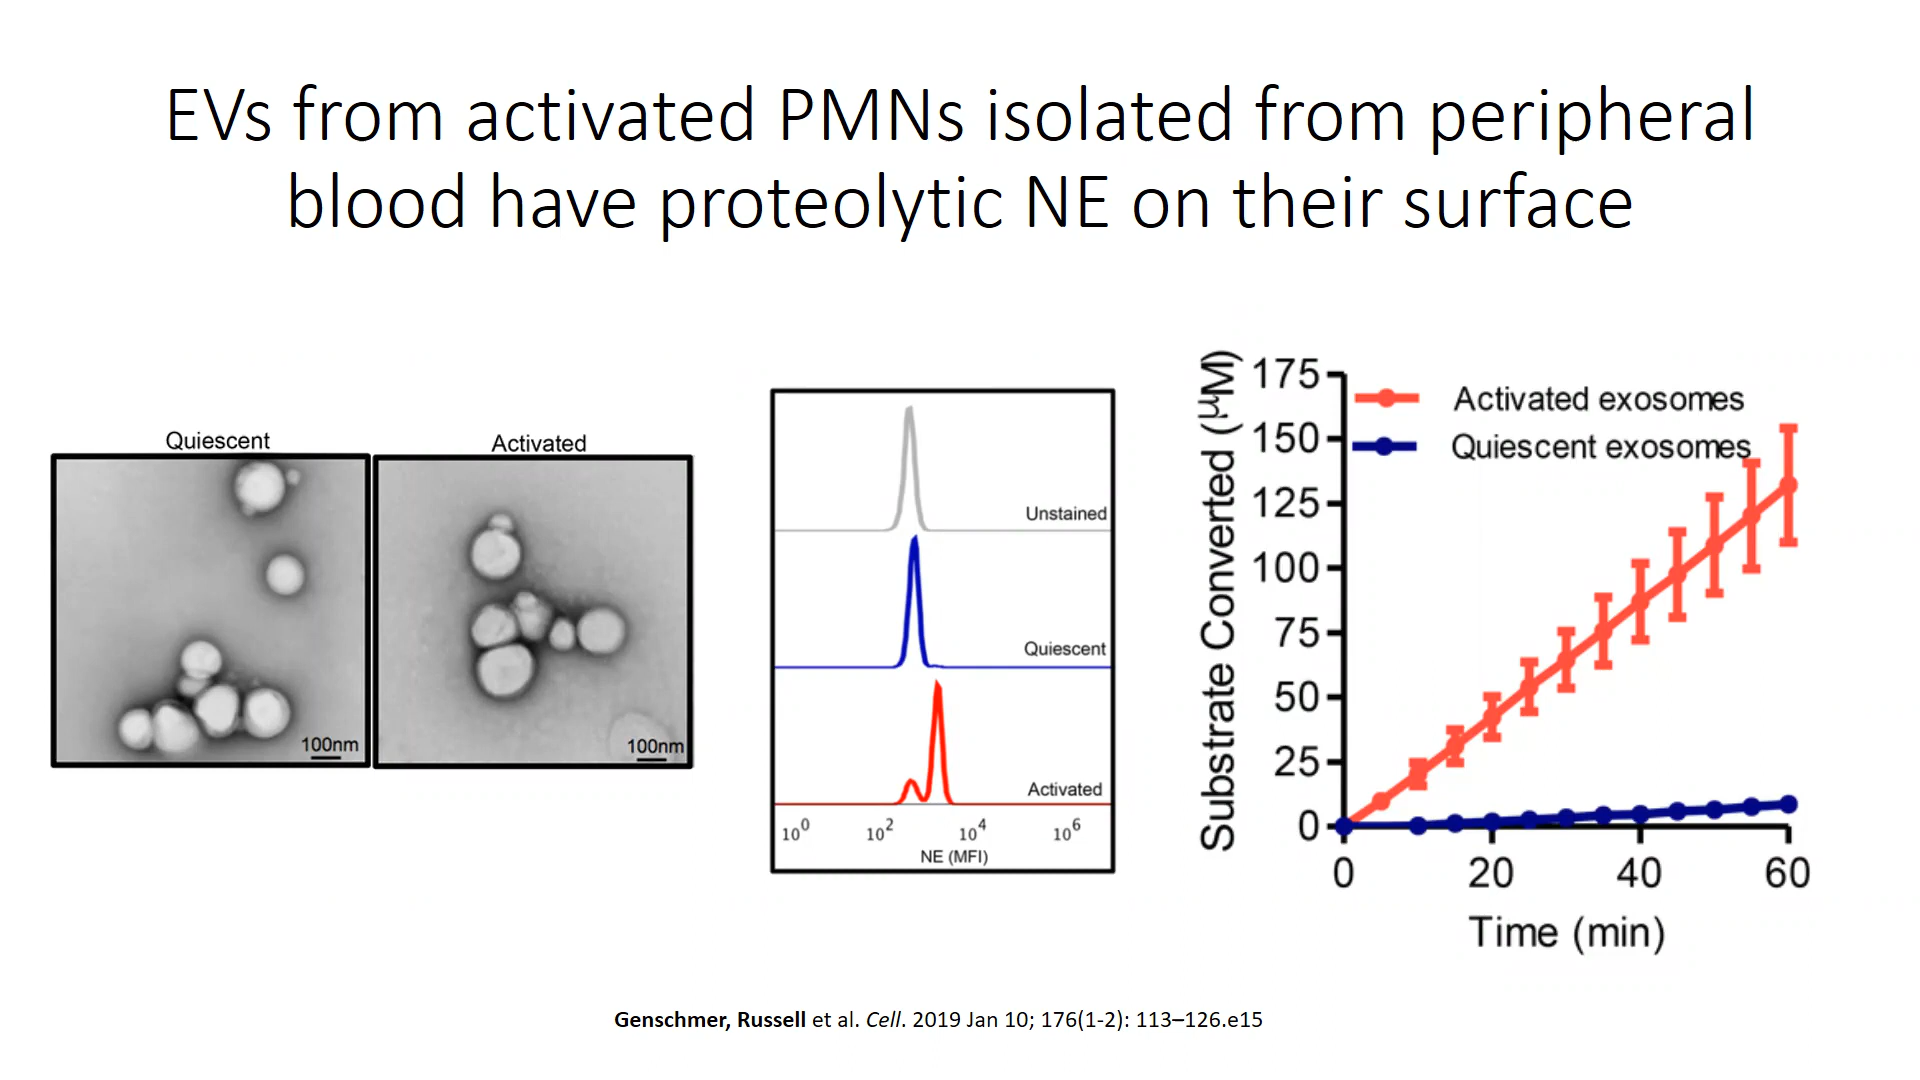 EVs from activated PMNs isolated from peripheral
blood have proteolytic NE on their surface
Quiescent
100nm
Activated
100nm
Unstained
Quiescent
Activated
10^0 10^2 10^4 10^6
NE (MFI)
Substrate Converted (μM)
175
150
125
100
75
50
25
0
Activated exosomes
Quiescent exosomes
0 20 40 60
Time (min)
Genschmer, Russell et al. Cell. 2019 Jan 10; 176(1-2): 113–126.e15